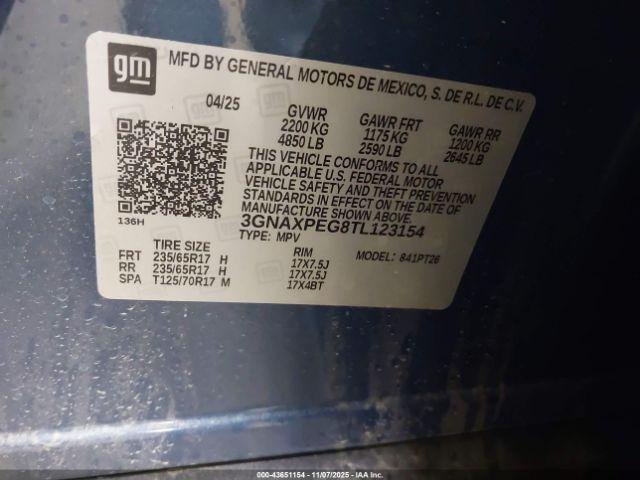 gm
MFD BY GENERAL MOTORS DE MEXICO, S. DE R.L. DE C.V.
04/25 GVWR GAWR FRT GAWR RR
2200 KG 1175 KG 1200 KG
4850 LB 2590 LB 2645 LB
THIS VEHICLE CONFORMS TO ALL
APPLICABLE U.S. FEDERAL MOTOR
VEHICLE SAFETY AND THEFT PREVENTION
STANDARDS IN EFFECT ON THE DATE OF
MANUFACTURE SHOWN ABOVE.
136H 3GNAXPEG8TL123154
TYPE: MPV
TIRE SIZE RIM MODEL: 841PT26
FRT 235/65R17 H 17X7.5J
RR 235/65R17 H 17X7.5J
SPA T125/70R17 M 17X4BT
000-43651154 - 11/07/2025 - IAAI.COM